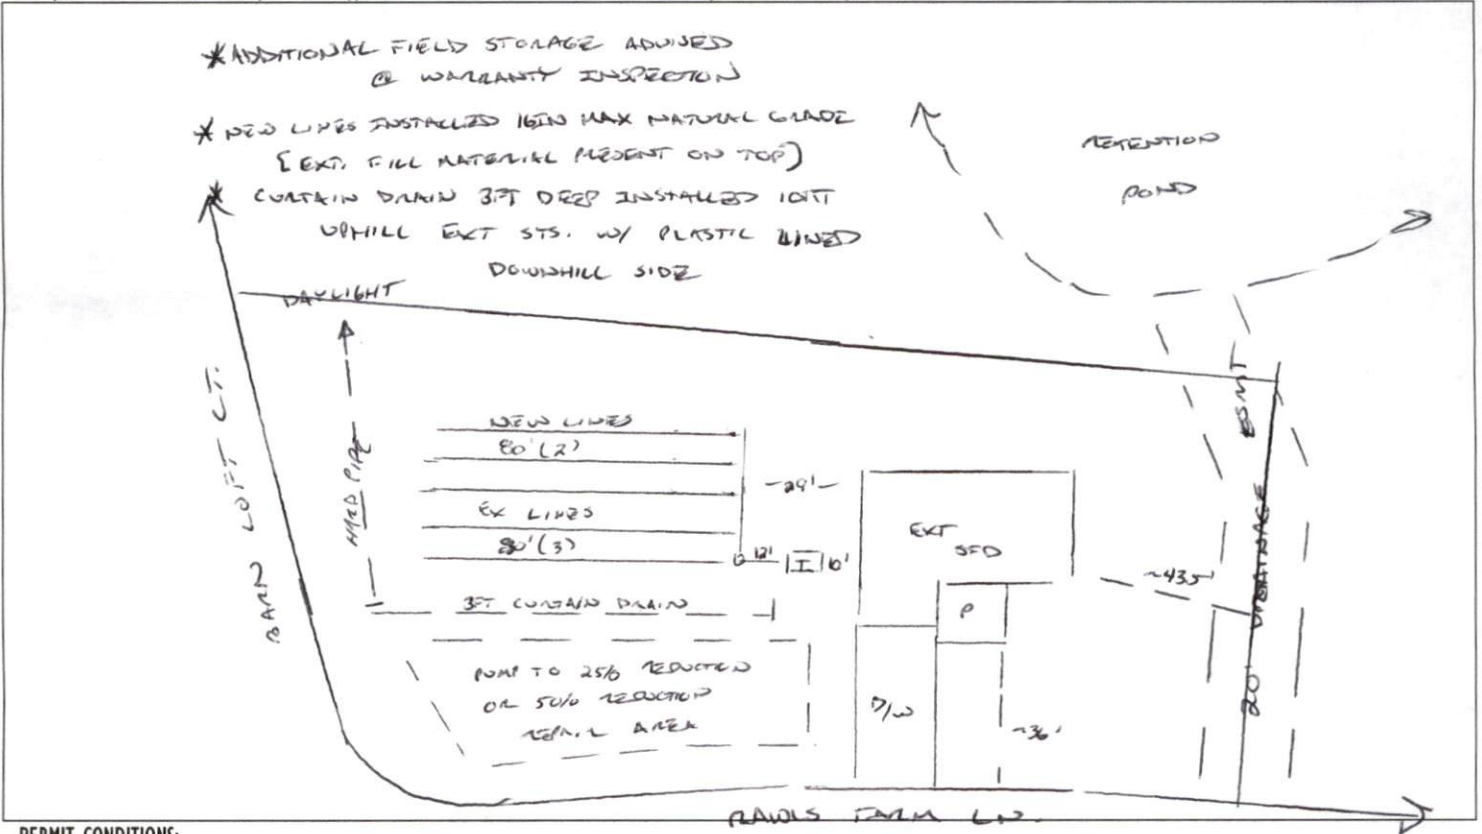 *ADDITIONAL FIELD STORAGE ADVISED
@ WARRANTY INSPECTION
* NEW LINES INSTALLED 16IN MAX NATURAL GRADE
[EXT. FILL MATERIAL PRESENT ON TOP]
* CURTAIN DRAIN 3FT DEEP INSTALLED 10FT
UPHILL EXT STS. W/ PLASTIC LINED
DOWNHILL SIDE
RETENTION
POND
DAYLIGHT
BARN LOFT CT.
HARD PIPE
NEW LINES
80'(2)
EX LINES
80'(3)
~29'~
12'
I
10'
EXT
SFD
P
D/W
~36'
~435'
20' DRAINAGE ESMT
3FT CURTAIN DRAIN
PUMP TO 25% REDUCTION
OR 50% REDUCTION
REPAIR AREA
RAWLS FARM LN.
PERMIT CONDITIONS: